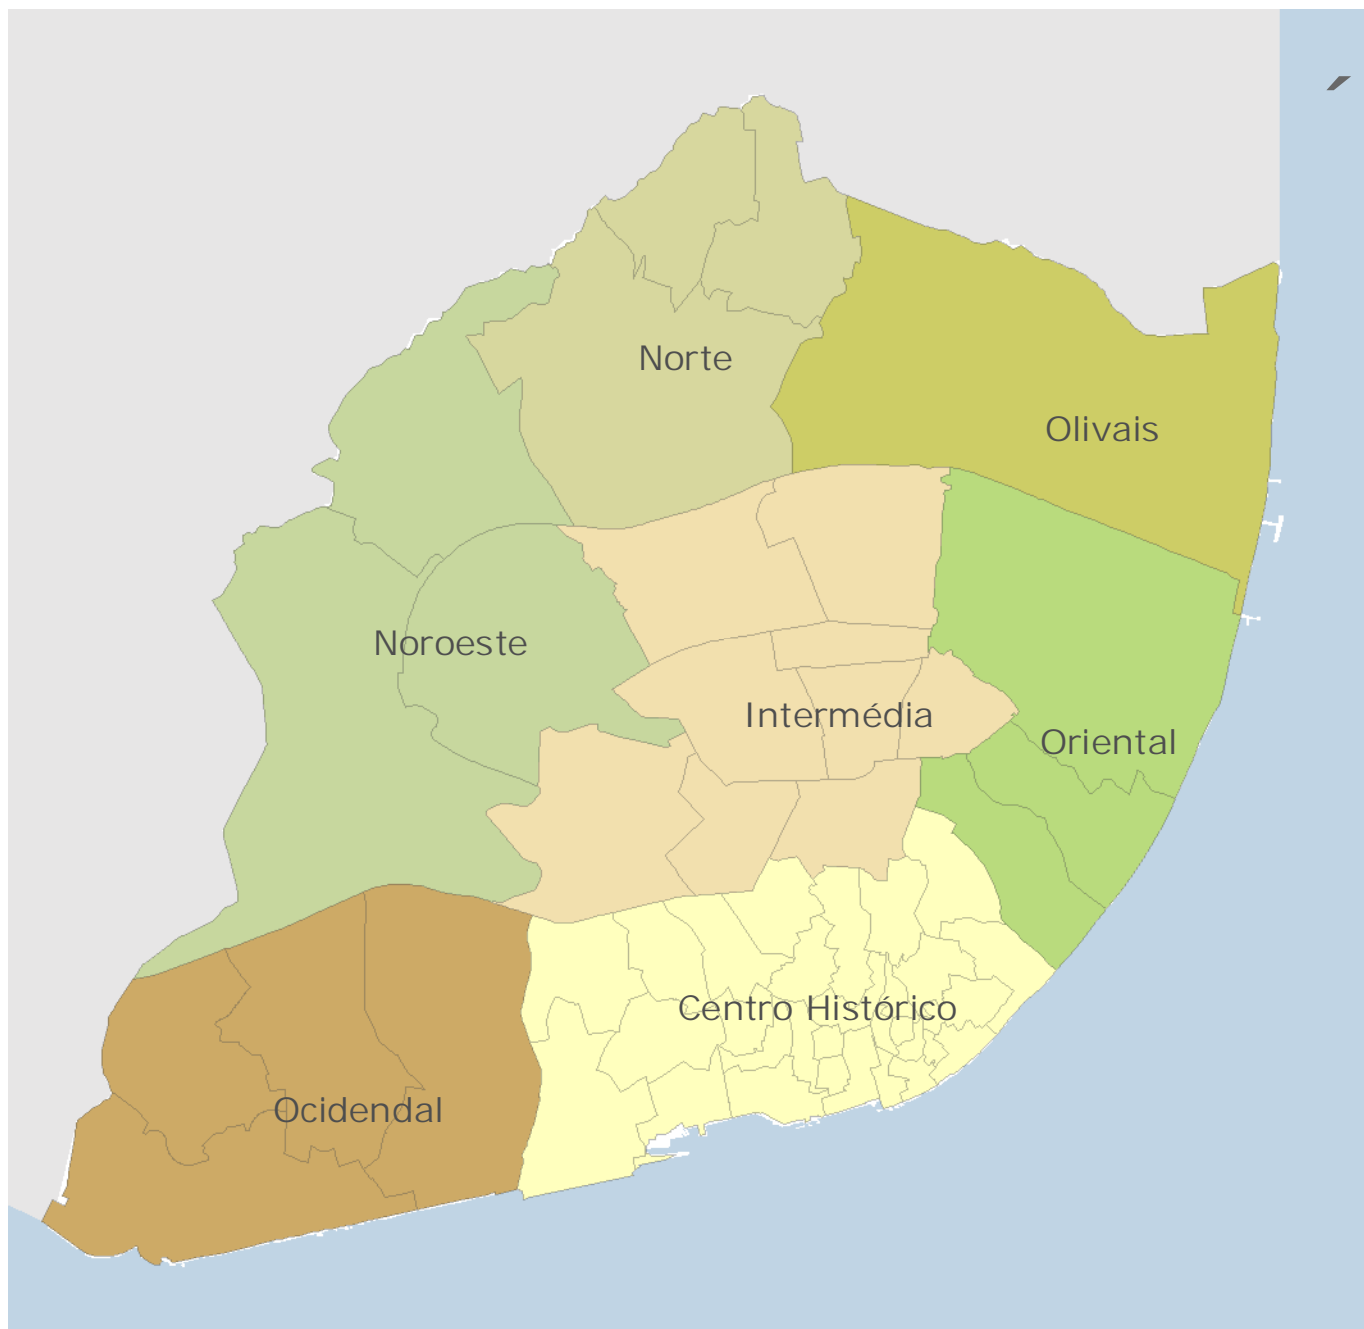 Norte
Olivais
Noroeste
Intermédia
Oriental
Centro Histórico
Ocidendal